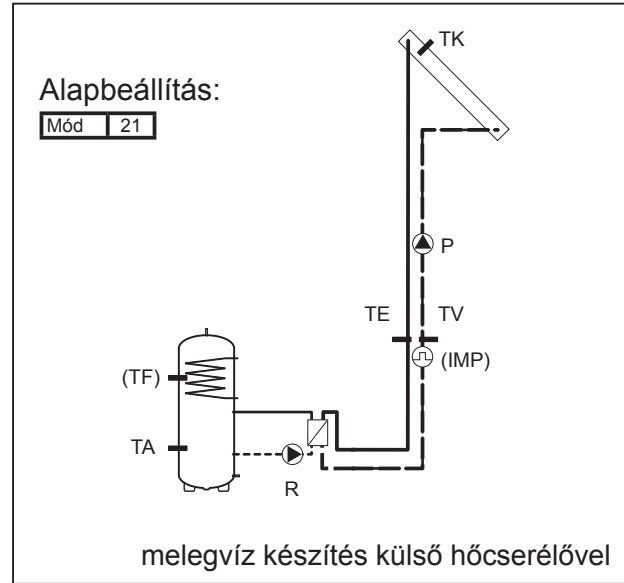 TK
Alapbeállítás:
Mód 21
P
TE TV
(IMP)
(TF)
TA
R
melegvíz készítés külső hőcserélővel